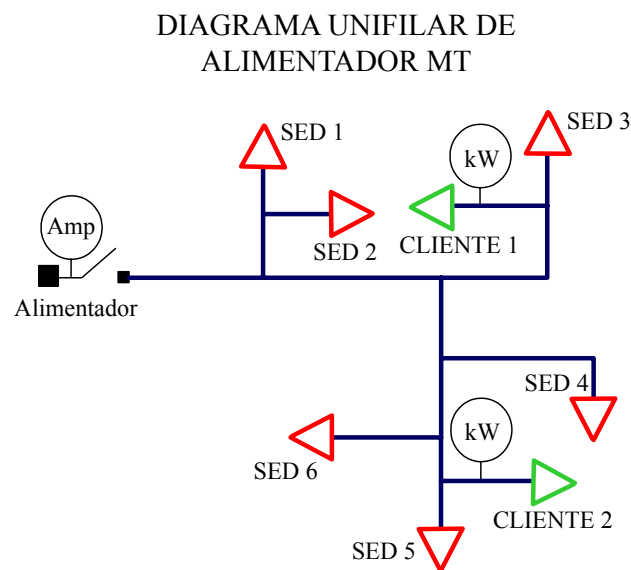 DIAGRAMA UNIFILAR DE
ALIMENTADOR MT
SED 1
SED 3
kW
Amp
SED 2
CLIENTE 1
Alimentador
SED 4
kW
SED 6
CLIENTE 2
SED 5